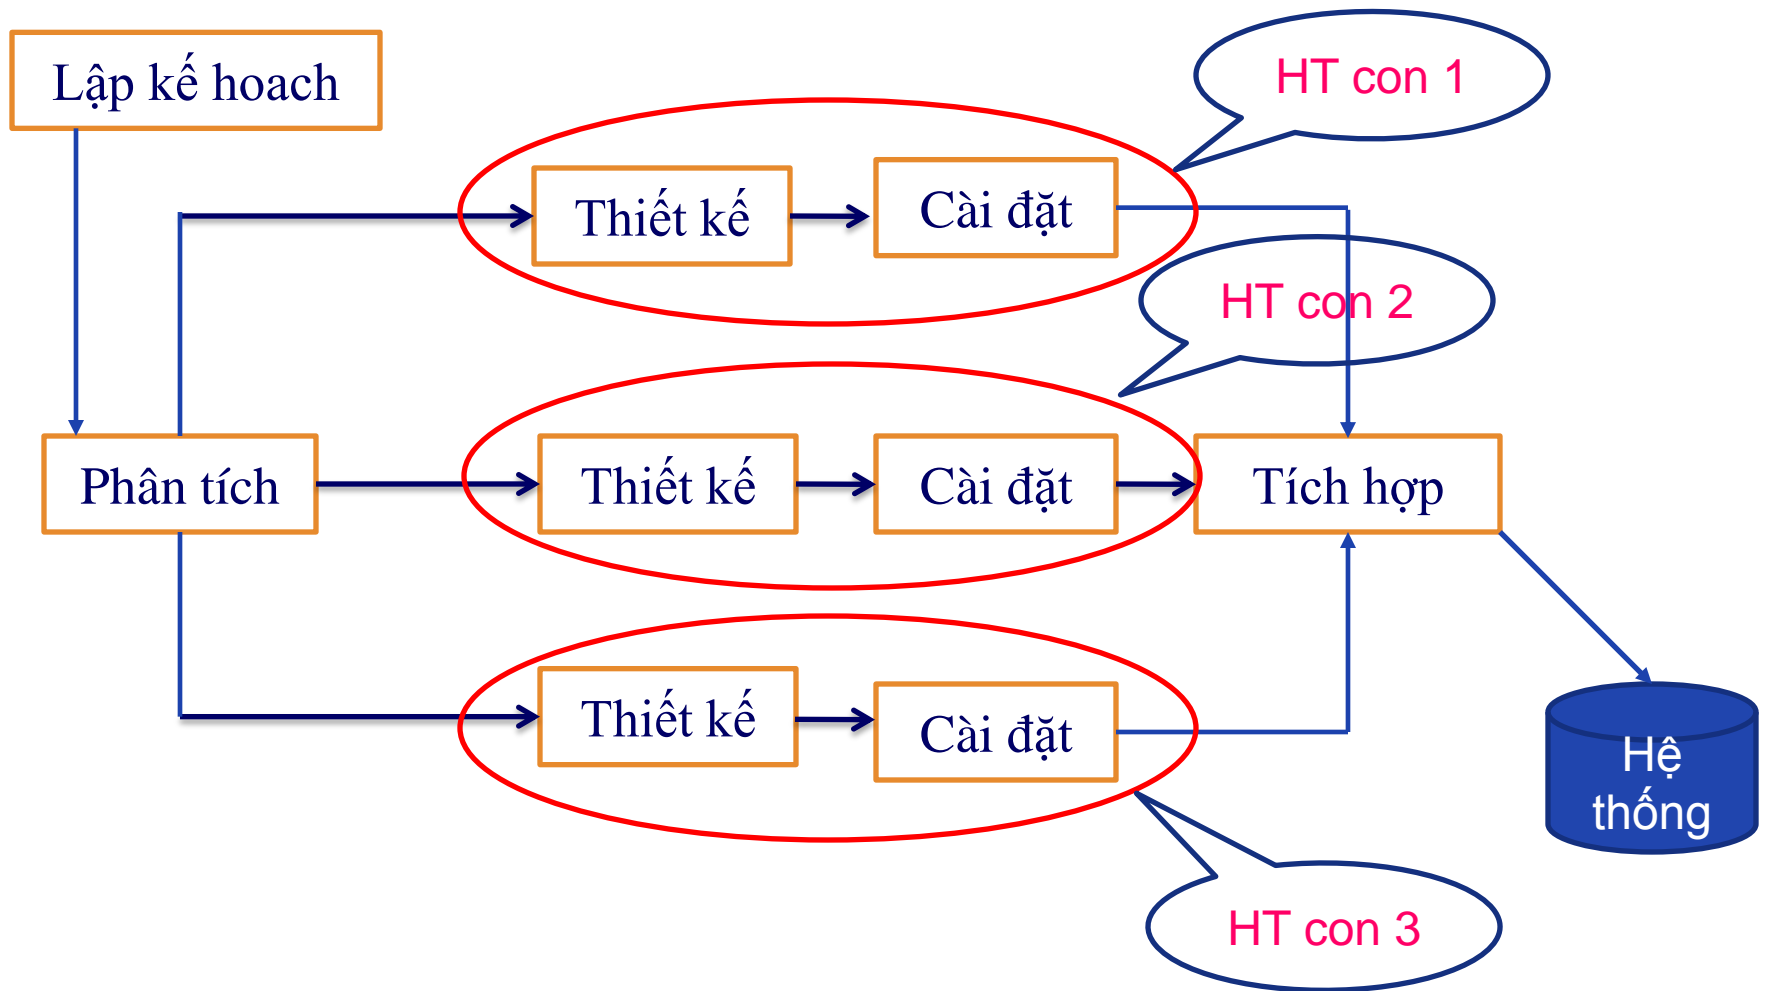 Lập kế hoach
HT con 1
Thiết kế
Cài đặt
HT con 2
Phân tích
Thiết kế
Cài đặt
Tích hợp
Thiết kế
Cài đặt
Hệ
thống
HT con 3